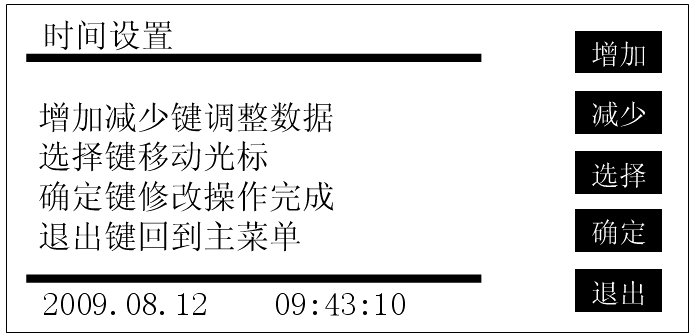 时间设置
增加减少键调整数据
选择键移动光标
确定键修改操作完成
退出键回到主菜单
2009.08.12 09:43:10
增加
减少
选择
确定
退出